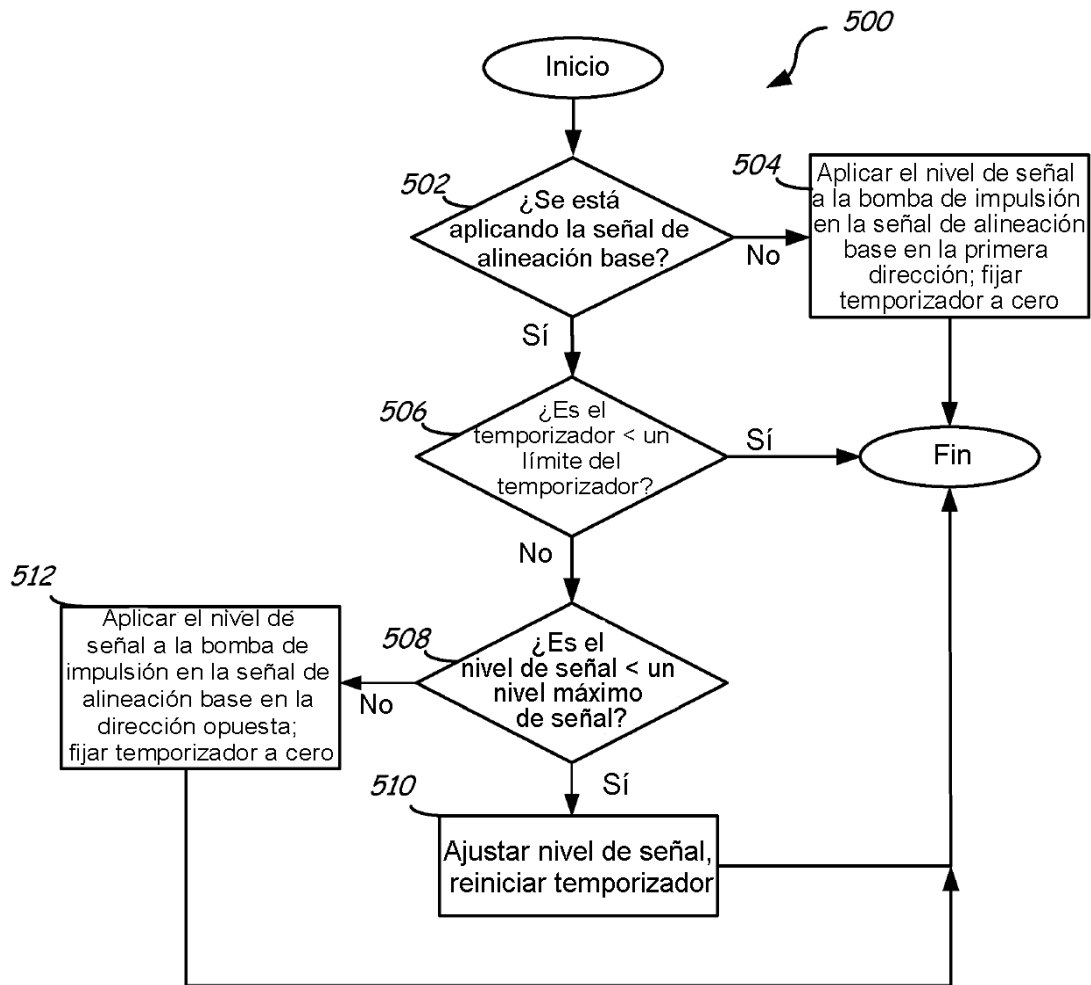 500
Inicio
502
¿Se está
aplicando la señal de
alineación base?
No
504
Aplicar el nivel de señal
a la bomba de impulsión
en la señal de alineación
base en la primera
dirección; fijar
temporizador a cero
Sí
506
¿Es el
temporizador < un
límite del
temporizador?
Sí
Fin
No
508
¿Es el
nivel de señal < un
nivel máximo
de señal?
No
512
Aplicar el nivel de
señal a la bomba de
impulsión en la señal de
alineación base en la
dirección opuesta;
fijar temporizador a cero
Sí
510
Ajustar nivel de señal,
reiniciar temporizador